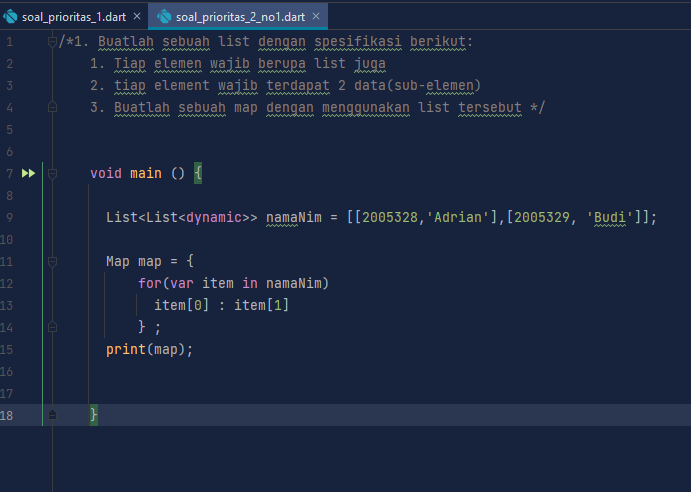 soal_prioritas_1.dart × soal_prioritas_2_no1.dart ×
1 /*1. Buatlah sebuah list dengan spesifikasi berikut:
2 1. Tiap elemen wajib berupa list juga
3 2. tiap element wajib terdapat 2 data(sub-elemen)
4 3. Buatlah sebuah map dengan menggunakan list tersebut */
5
6
7 void main () {
8
9 List<List<dynamic>> namaNim = [[2005328,'Adrian'],[2005329, 'Budi']];
10
11 Map map = {
12 for(var item in namaNim)
13 item[0] : item[1]
14 } ;
15 print(map);
16
17
18 }